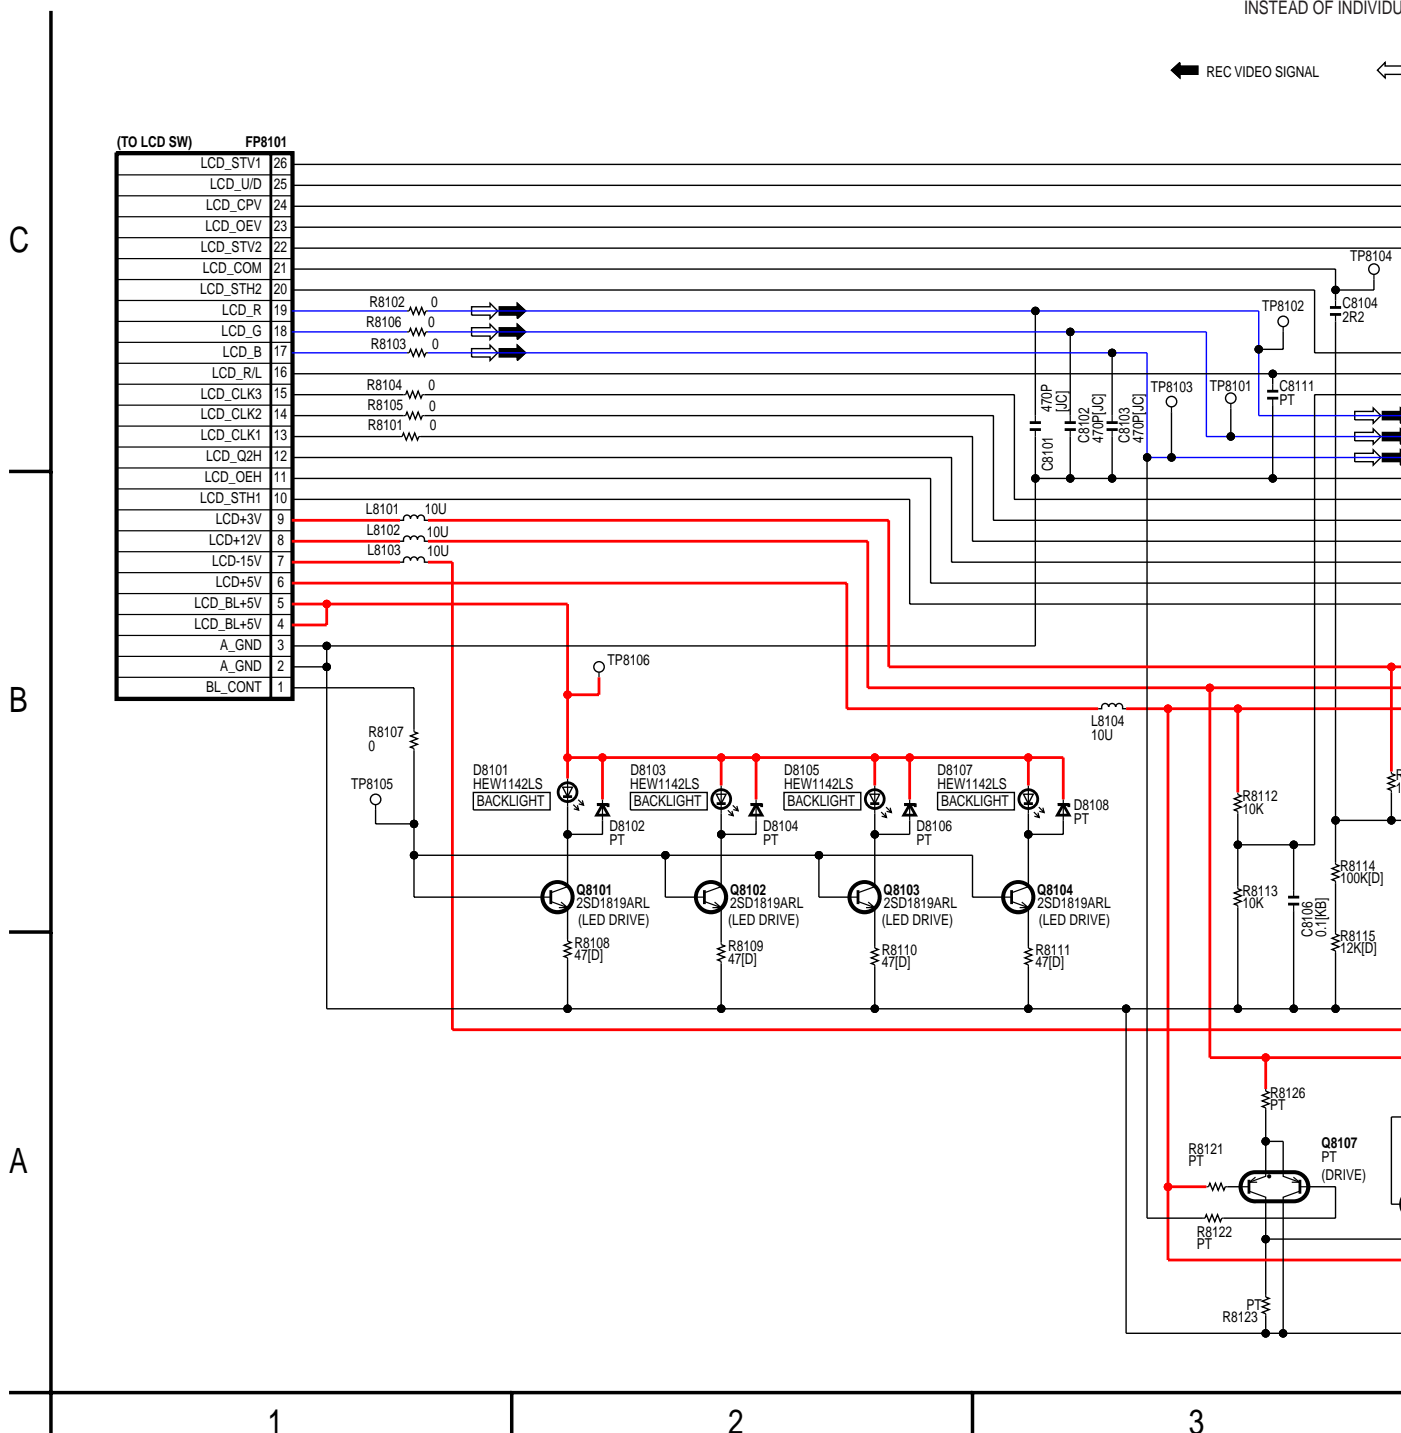 INSTEAD OF INDIVIDU
REC VIDEO SIGNAL
(TO LCD SW) FP8101
LCD_STV1 26
LCD_U/D 25
LCD_CPV 24
LCD_OEV 23
LCD_STV2 22
LCD_COM 21
LCD_STH2 20
LCD_R 19
LCD_G 18
LCD_B 17
LCD_R/L 16
LCD_CLK3 15
LCD_CLK2 14
LCD_CLK1 13
LCD_Q2H 12
LCD_OEH 11
LCD_STH1 10
LCD+3V 9
LCD+12V 8
LCD-15V 7
LCD+5V 6
LCD_BL+5V 5
LCD_BL+5V 4
A_GND 3
A_GND 2
BL_CONT 1
C
B
A
R8102 0
R8106 0
R8103 0
R8104 0
R8105 0
R8101 0
L8101 10U
L8102 10U
L8103 10U
TP8104
C8104
2R2
TP8102
C8111
PT
TP8103
TP8101
C8101
470P
[JC]
C8102
470P[JC]
C8103
470P[JC]
TP8106
L8104
10U
R8107
0
TP8105
D8101
HEW1142LS
BACKLIGHT
D8102
PT
D8103
HEW1142LS
BACKLIGHT
D8104
PT
D8105
HEW1142LS
BACKLIGHT
D8106
PT
D8107
HEW1142LS
BACKLIGHT
D8108
PT
R8112
10K
R8113
10K
C8106
0.1[KB]
R8114
100K[D]
R8115
12K[D]
R
1
Q8101
2SD1819ARL
(LED DRIVE)
Q8102
2SD1819ARL
(LED DRIVE)
Q8103
2SD1819ARL
(LED DRIVE)
Q8104
2SD1819ARL
(LED DRIVE)
R8108
47[D]
R8109
47[D]
R8110
47[D]
R8111
47[D]
R8126
PT
R8121
PT
Q8107
PT
(DRIVE)
R8122
PT
PT
R8123
1
2
3